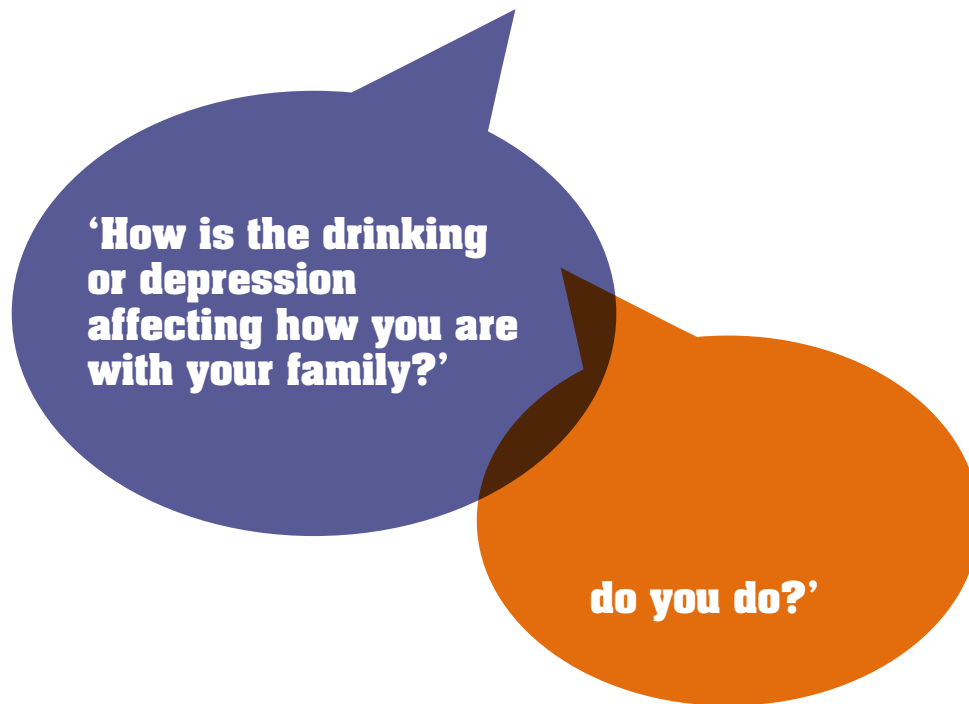 ‘How is the drinking
or depression
affecting how you are
with your family?’
do you do?’